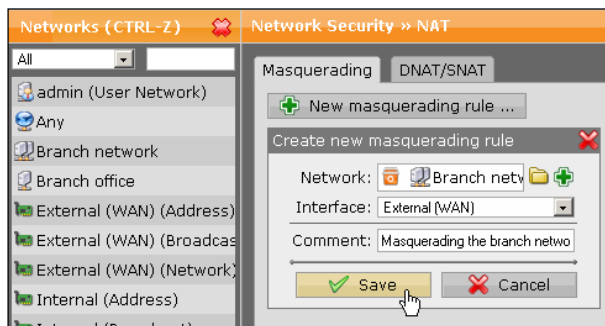 Networks (CTRL-Z)
All
admin (User Network)
Any
Branch network
Branch office
External (WAN) (Address)
External (WAN) (Broadcas
External (WAN) (Network)
Internal (Address)
Network Security » NAT
Masquerading
DNAT/SNAT
New masquerading rule ...
Create new masquerading rule
Network: Branch netw
Interface: External (WAN)
Comment: Masquerading the branch netwo
Save Cancel